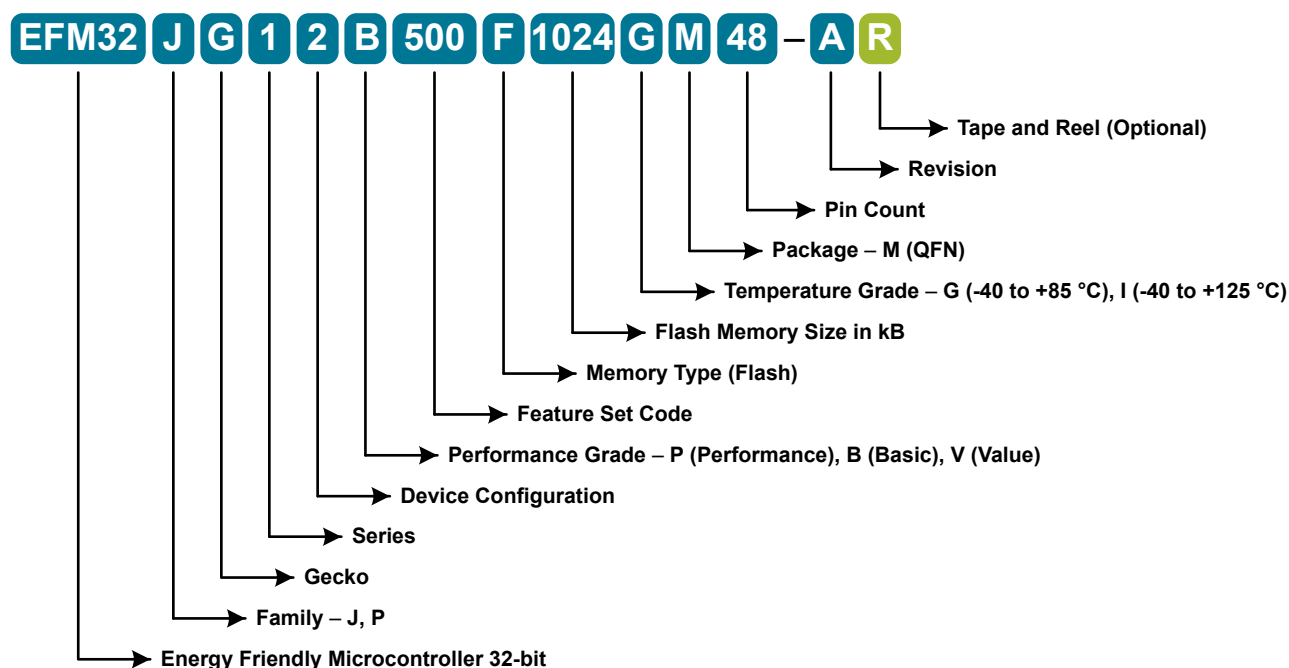 EFM32 J G 1 2 B 500 F 1024 G M 48 – A R
Tape and Reel (Optional)
Revision
Pin Count
Package – M (QFN)
Temperature Grade – G (-40 to +85 °C), I (-40 to +125 °C)
Flash Memory Size in kB
Memory Type (Flash)
Feature Set Code
Performance Grade – P (Performance), B (Basic), V (Value)
Device Configuration
Series
Gecko
Family – J, P
Energy Friendly Microcontroller 32-bit